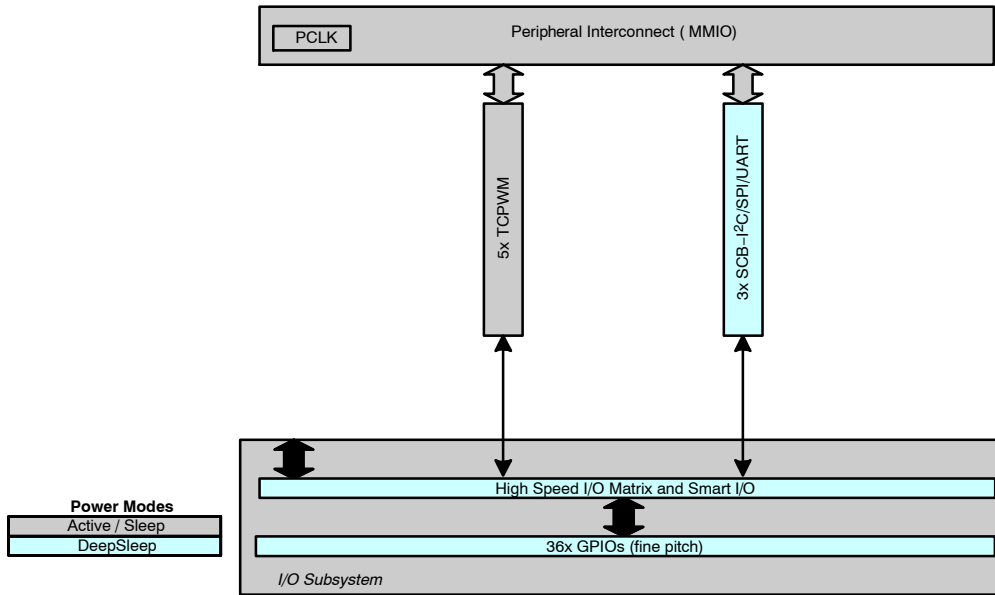 Peripheral Interconnect ( MMIO)
PCLK
5x TCPWM
3x SCB−I²C/SPI/UART
High Speed I/O Matrix and Smart I/O
Power Modes
Active / Sleep
DeepSleep
36x GPIOs (fine pitch)
I/O Subsystem